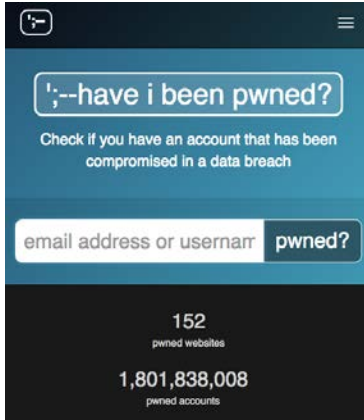 ';--
';--have i been pwned?
Check if you have an account that has been
compromised in a data breach
email address or usernam
pwned?
152
pwned websites
1,801,838,008
pwned accounts